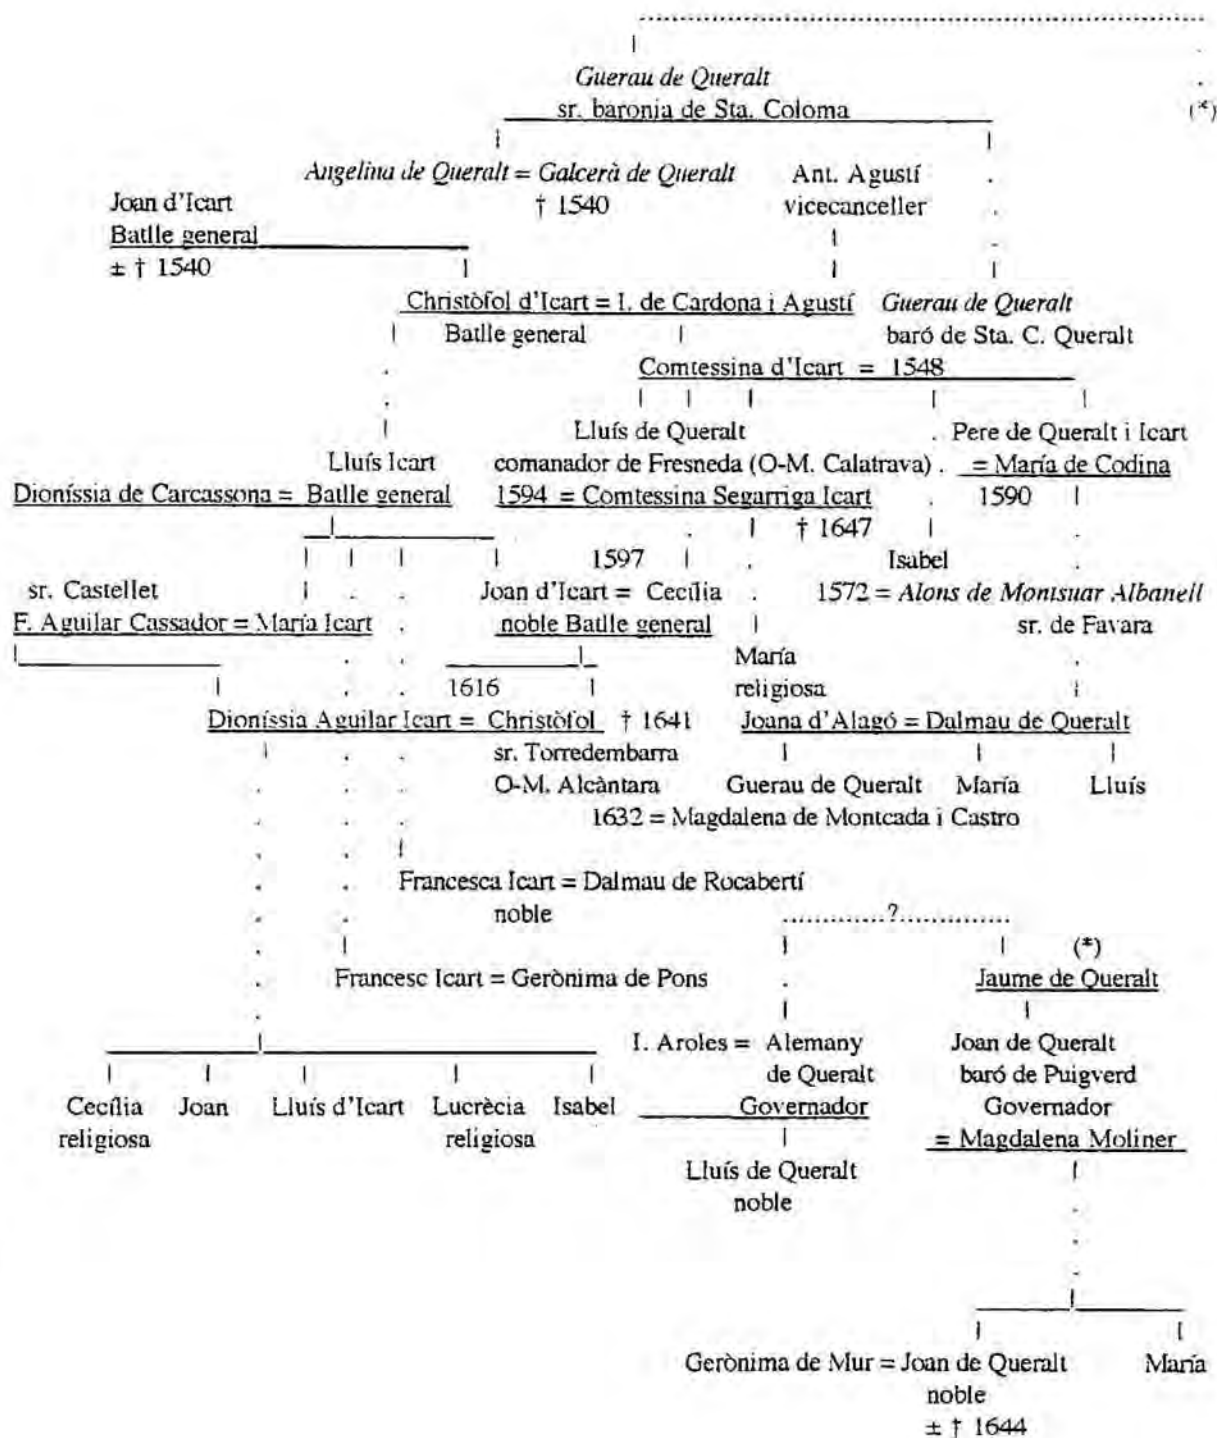 Guerau de Queralt
sr. baronia de Sta. Coloma (*)
Angelina de Queralt = Galcerà de Queralt Ant. Agustí
Joan d'Icart † 1540 vicecanceller
Batlle general
± † 1540
Christòfol d'Icart = I. de Cardona i Agustí Guerau de Queralt
Batlle general baró de Sta. C. Queralt
Comtessina d'Icart = 1548
Lluís de Queralt Pere de Queralt i Icart
Lluís Icart comanador de Fresneda (O-M. Calatrava) = María de Codina
Dioníssia de Carcassona = Batlle general 1594 = Comtessina Segarriga Icart 1590
† 1647
1597 Isabel
sr. Castellet Joan d'Icart = Cecília 1572 = Alons de Montsuar Albanell
F. Aguilar Cassador = María Icart noble Batlle general sr. de Favara
María
1616 religiosa
Dioníssia Aguilar Icart = Christòfol † 1641 Joana d'Alagó = Dalmau de Queralt
sr. Torredembarra
O-M. Alcàntara Guerau de Queralt María Lluís
1632 = Magdalena de Montcada i Castro
Francesca Icart = Dalmau de Rocabertí
noble ?
(*)
Francesc Icart = Gerònima de Pons Jaume de Queralt
I. Aroles = Alemany Joan de Queralt
de Queralt baró de Puigverd
Cecília Joan Lluís d'Icart Lucrècia Isabel Governador Governador
religiosa religiosa = Magdalena Moliner
Lluís de Queralt
noble
Gerònima de Mur = Joan de Queralt María
noble
± † 1644